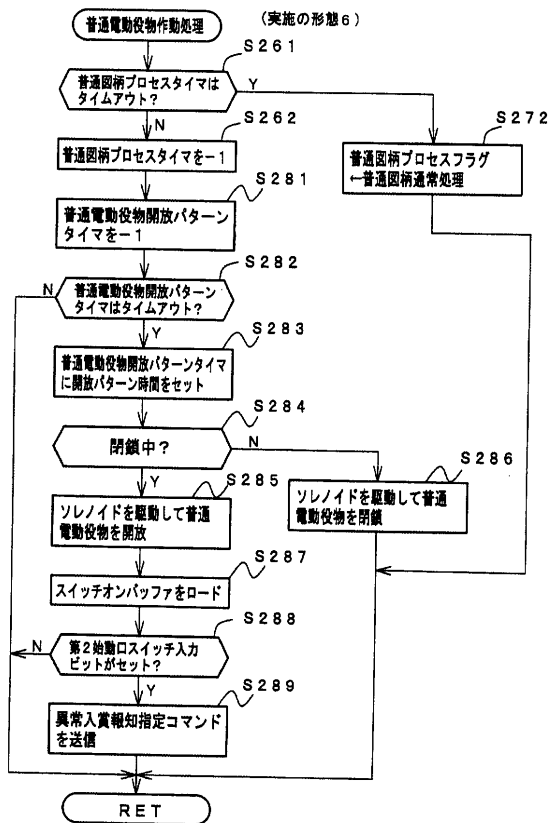 普通電動役物作動処理
(実施の形態6)
S261
普通図柄プロセスタイマは
タイムアウト?
Y
N
S262
普通図柄プロセスタイマを-1
S272
普通図柄プロセスフラグ
←普通図柄通常処理
S281
普通電動役物開放パターン
タイマを-1
S282
普通電動役物開放パターン
タイマはタイムアウト?
N
Y
S283
普通電動役物開放パターンタイマ
に開放パターン時間をセット
S284
閉鎖中?
N
Y
S285
ソレノイドを駆動して普通
電動役物を開放
S286
ソレノイドを駆動して普通
電動役物を閉鎖
S287
スイッチオンバッファをロード
S288
第2始動口スイッチ入力
ビットがセット?
N
Y
S289
異常入賞報知指定コマンド
を送信
RET